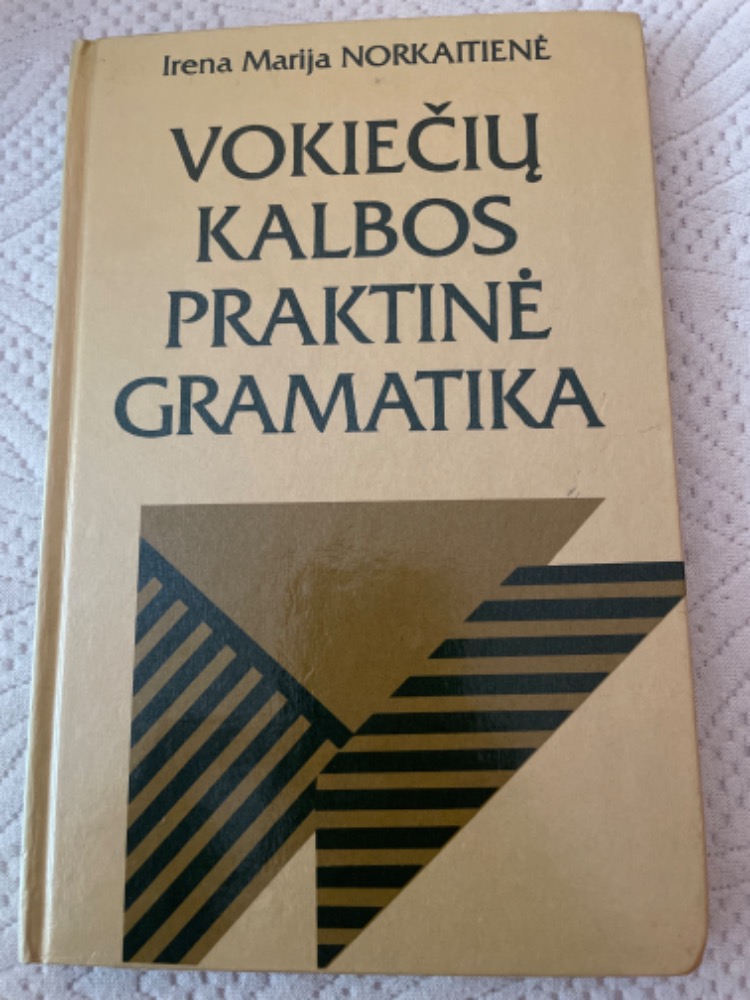 Irena Marija NORKAITIENĖ
VOKIEČIŲ
KALBOS
PRAKTINĖ
GRAMATIKA